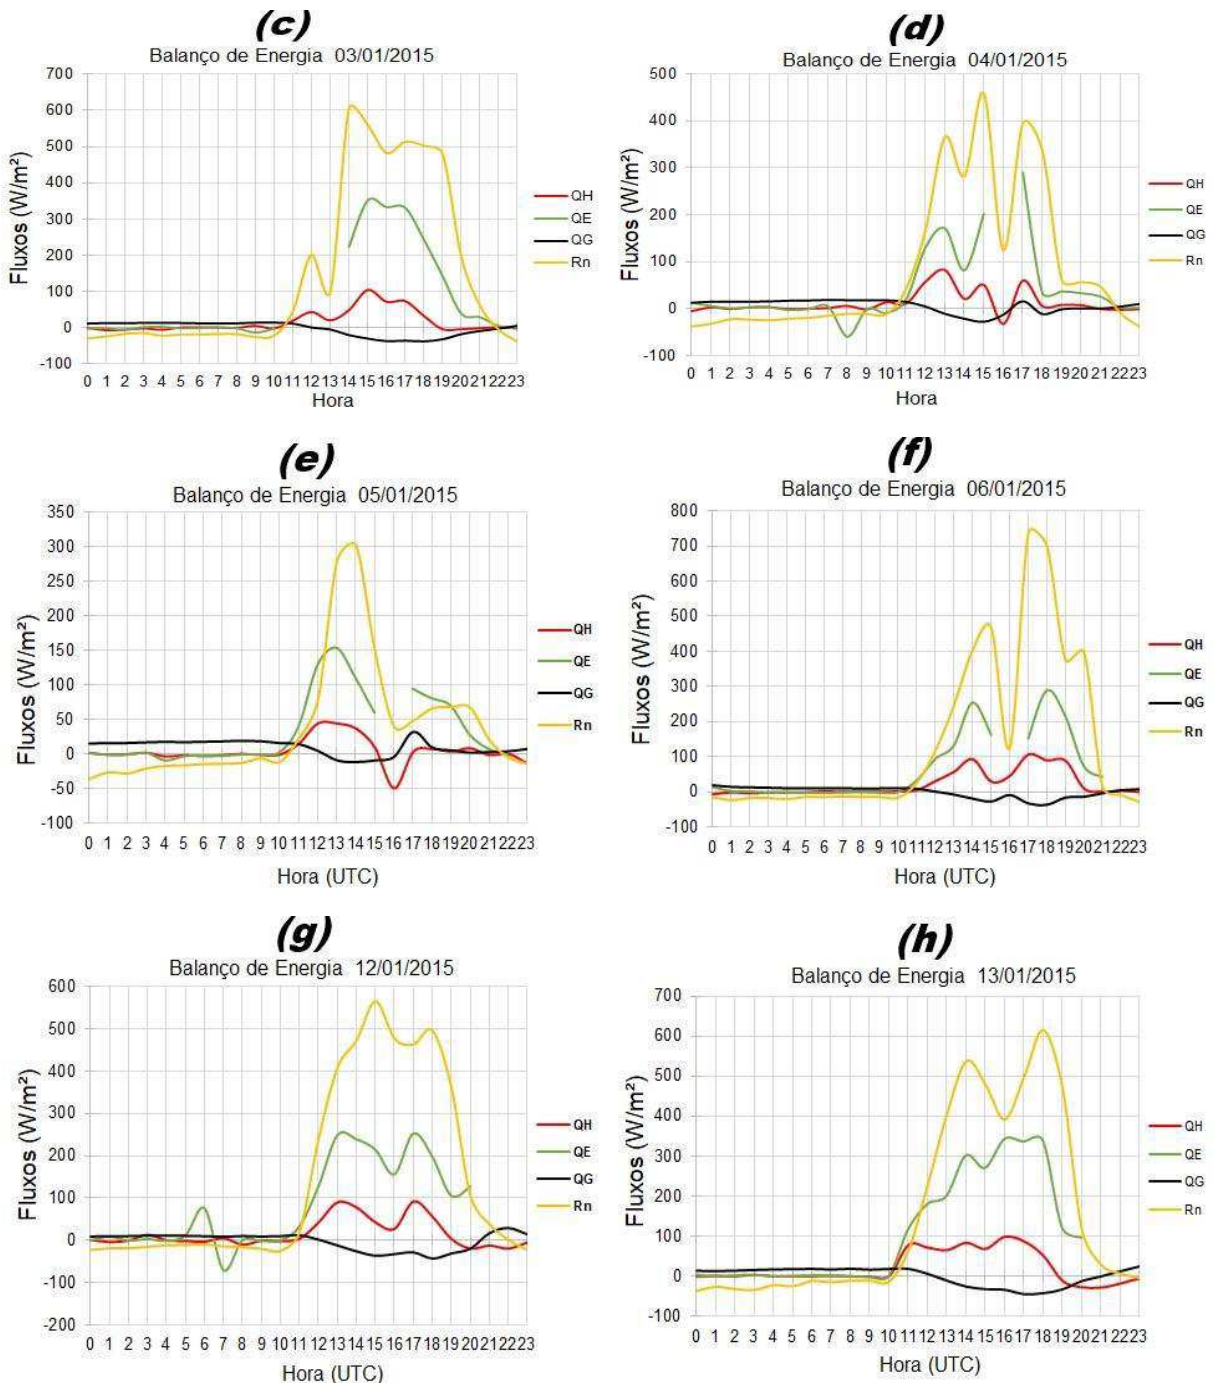 (c)
Balanço de Energia 03/01/2015
Fluxos (W/m²)
700
600
500
400
300
200
100
0
-100
0 1 2 3 4 5 6 7 8 9 10 11 12 13 14 15 16 17 18 19 20 21 22 23
Hora
QH
QE
QG
Rn
(d)
Balanço de Energia 04/01/2015
Fluxos (W/m²)
500
400
300
200
100
0
-100
0 1 2 3 4 5 6 7 8 9 10 11 12 13 14 15 16 17 18 19 20 21 22 23
Hora
QH
QE
QG
Rn
(e)
Balanço de Energia 05/01/2015
Fluxos (W/m²)
350
300
250
200
150
100
50
0
-50
-100
0 1 2 3 4 5 6 7 8 9 10 11 12 13 14 15 16 17 18 19 20 21 22 23
Hora (UTC)
QH
QE
QG
Rn
(f)
Balanço de Energia 06/01/2015
Fluxos (W/m²)
800
700
600
500
400
300
200
100
0
-100
0 1 2 3 4 5 6 7 8 9 10 11 12 13 14 15 16 17 18 19 20 21 22 23
Hora (UTC)
QH
QE
QG
Rn
(g)
Balanço de Energia 12/01/2015
Fluxos (W/m²)
600
500
400
300
200
100
0
-100
-200
0 1 2 3 4 5 6 7 8 9 10 11 12 13 14 15 16 17 18 19 20 21 22 23
Hora (UTC)
QH
QE
QG
Rn
(h)
Balanço de Energia 13/01/2015
Fluxos (W/m²)
700
600
500
400
300
200
100
0
-100
0 1 2 3 4 5 6 7 8 9 10 11 12 13 14 15 16 17 18 19 20 21 22 23
Hora (UTC)
QH
QE
QG
Rn